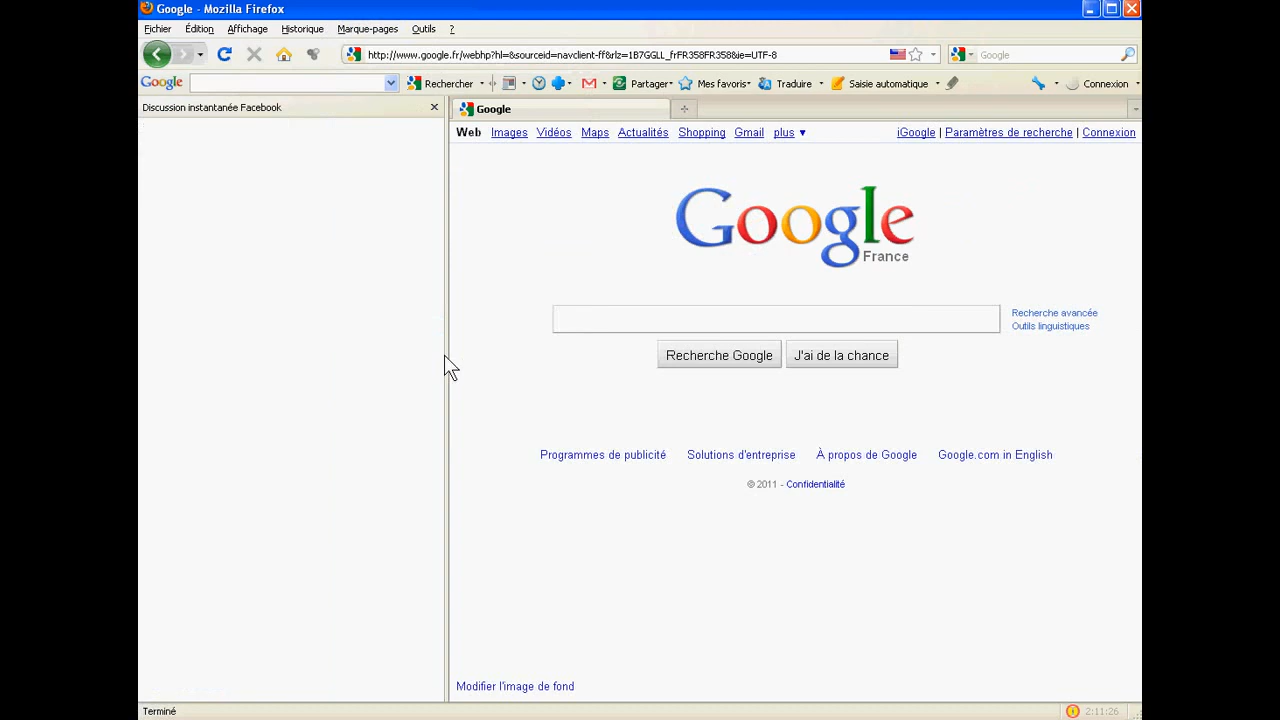 Google - Mozilla Firefox
Fichier Édition Affichage Historique Marque-pages Outils ?
http://www.google.fr/webhp?hl=&sourceid=navclient-ff&rlz=1B7GGLL_frFR358FR358&ie=UTF-8 Google
Google Rechercher Partager Mes favoris Traduire Saisie automatique Connexion
Discussion instantanée Facebook
Google
Web Images Vidéos Maps Actualités Shopping Gmail plus ▼ iGoogle | Paramètres de recherche | Connexion
Google
France
Recherche avancée
Outils linguistiques
Recherche Google J'ai de la chance
Programmes de publicité Solutions d'entreprise À propos de Google Google.com in English
© 2011 - Confidentialité
Modifier l'image de fond
Terminé 2:11:26